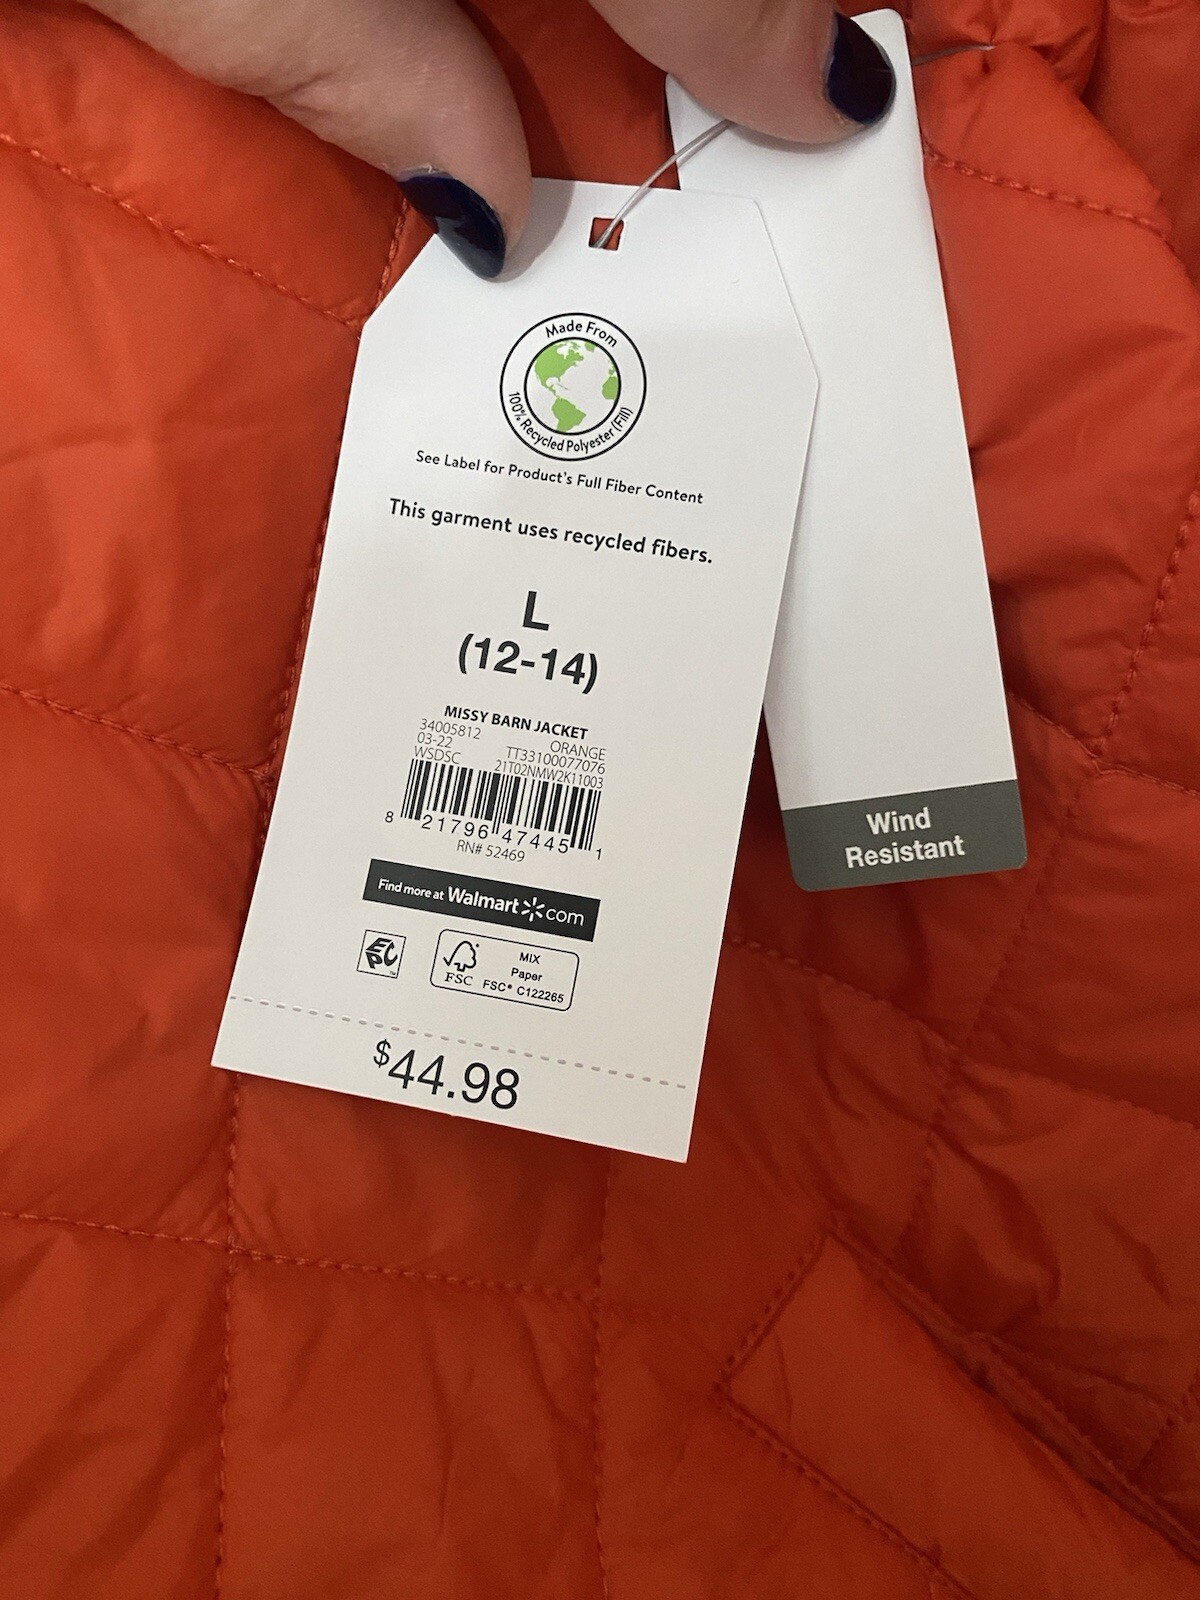 Made From
100% Recycled Polyester (Fill)
See Label for Product's Full Fiber Content
This garment uses recycled fibers.
L
(12-14)
MISSY BARN JACKET
34005812 ORANGE
03-22 TT33100077076
WSDSC 21T02NMW2K11003
8 21796 47445 1
RN# 52469
Find more at Walmart com
EPC TM
FSC
MIX
Paper
FSC® C122265
$44.98
Wind
Resistant